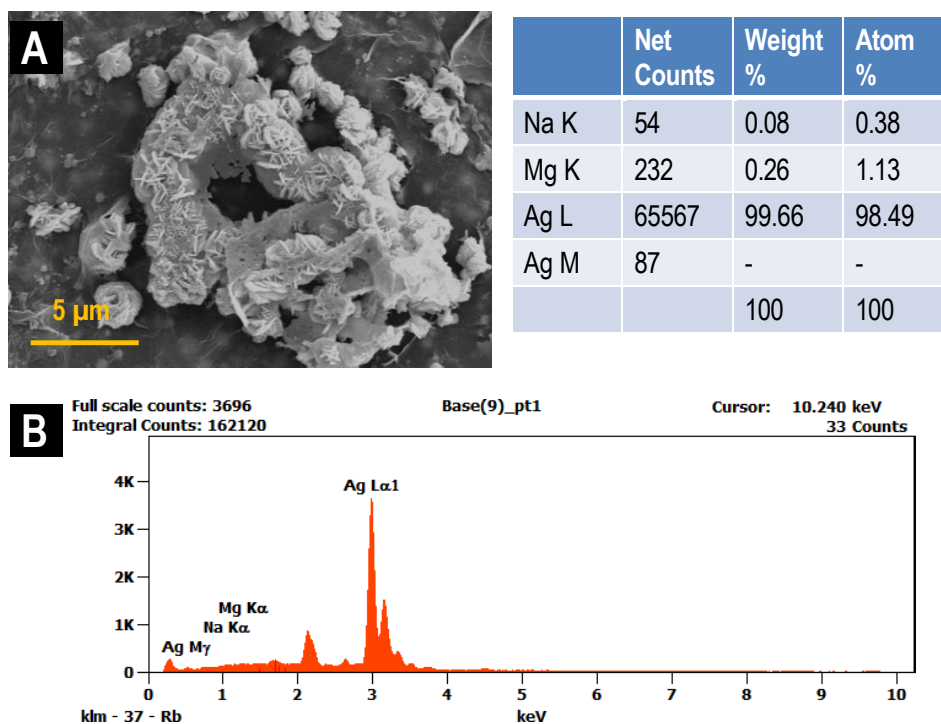 A
5 µm
Net Counts Weight % Atom %
Na K 54 0.08 0.38
Mg K 232 0.26 1.13
Ag L 65567 99.66 98.49
Ag M 87 - -
100 100
B
Full scale counts: 3696 Base(9)_pt1 Cursor: 10.240 keV
Integral Counts: 162120 33 Counts
4K
Ag Lα1
3K
2K
Mg Kα
1K
Na Kα
Ag Mγ
0
0 1 2 3 4 5 6 7 8 9 10
klm - 37 - Rb keV